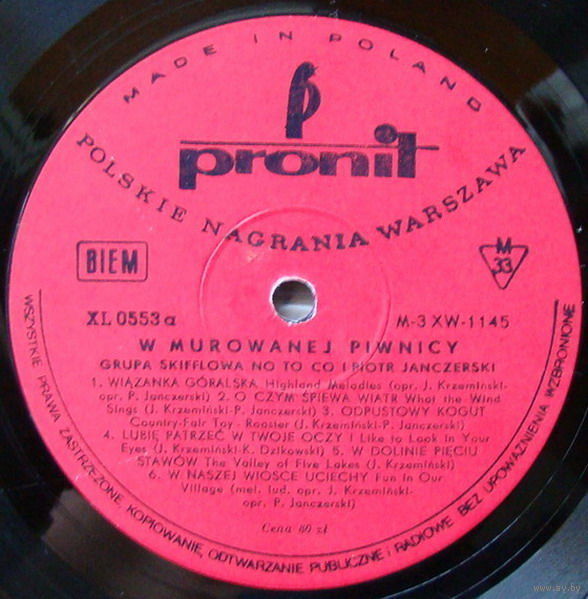 MADE IN POLAND
pronit
POLSKIE NAGRANIA WARSZAWA
BIEM
M
33
XL 0553 a
M-3 XW-1145
W MUROWANEJ PIWNICY
GRUPA SKIFFLOWA NO TO CO I PIOTR JANCZERSKI
1. WIĄZANKA GÓRALSKA Highland Melodies (opr. J. Krzemiński-
opr. P. Janczerski) 2. O CZYM ŚPIEWA WIATR What the Wind
Sings (J. Krzemiński-P. Janczerski) 3. ODPUSTOWY KOGUT
Country-Fair Toy - Rooster (J. Krzemiński-P. Janczerski)
4. LUBIĘ PATRZEĆ W TWOJE OCZY I Like to Look in Your
Eyes (J. Krzemiński-K. Dzikowski) 5. W DOLINIE PIĘCIU
STAWÓW The Valley of Five Lakes (J. Krzemiński)
6. W NASZEJ WIOSCE UCIECHY Fun in Our
Village (mel. lud. opr. J. Krzemiński-
opr. P. Janczerski)
Cena 80 zł
WSZYSTKIE PRAWA ZASTRZEŻONE. KOPIOWANIE, ODTWARZANIE PUBLICZNE I RADIOWE BEZ UPOWAŻNIENIA WZBRONIONE
www.ay.by